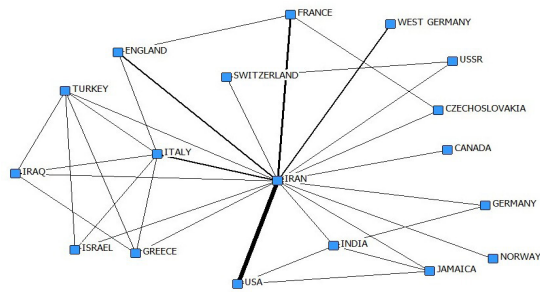 FRANCE
WEST GERMANY
ENGLAND
USSR
SWITZERLAND
TURKEY
CZECHOSLOVAKIA
CANADA
ITALY
IRAQ
IRAN
GERMANY
INDIA
ISRAEL
GREECE
NORWAY
JAMAICA
USA